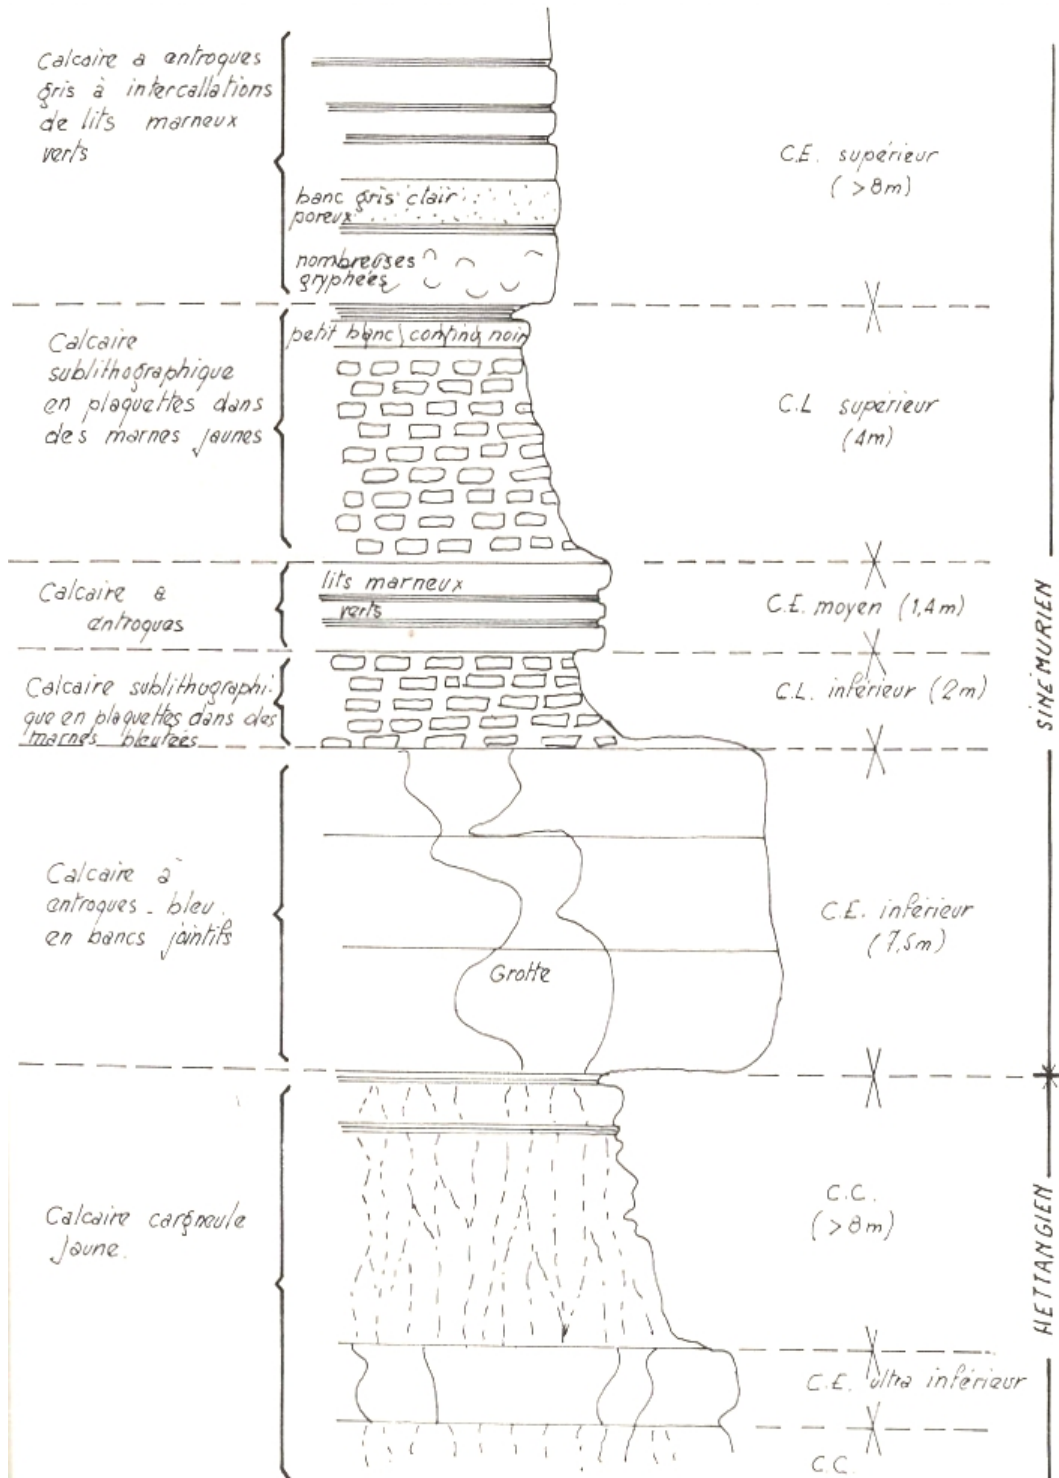 Calcaire a entroques
gris à intercallations
de lits marneux
verts
banc gris clair
poreux
nombreuses
gryphées
C.E. supérieur
(>8m)
petit blanc continu noir
Calcaire
sublithographique
en plaquettes dans
des marnes jaunes
C.L supérieur
(4m)
Calcaire a
entroques
lits marneux
verts
C.E. moyen (1,4m)
Calcaire sublithographi-
que en plaquettes dans des
marnes bleutées
C.L. inférieur (2m)
SINÉMURIEN
Calcaire à
entroques - bleu
en bancs jointifs
Grotte
C.E. inférieur
(7,5m)
Calcaire cargneule
jaune.
C.C.
(>8m)
HETTANGIEN
C.E. ultra inférieur
C.C.